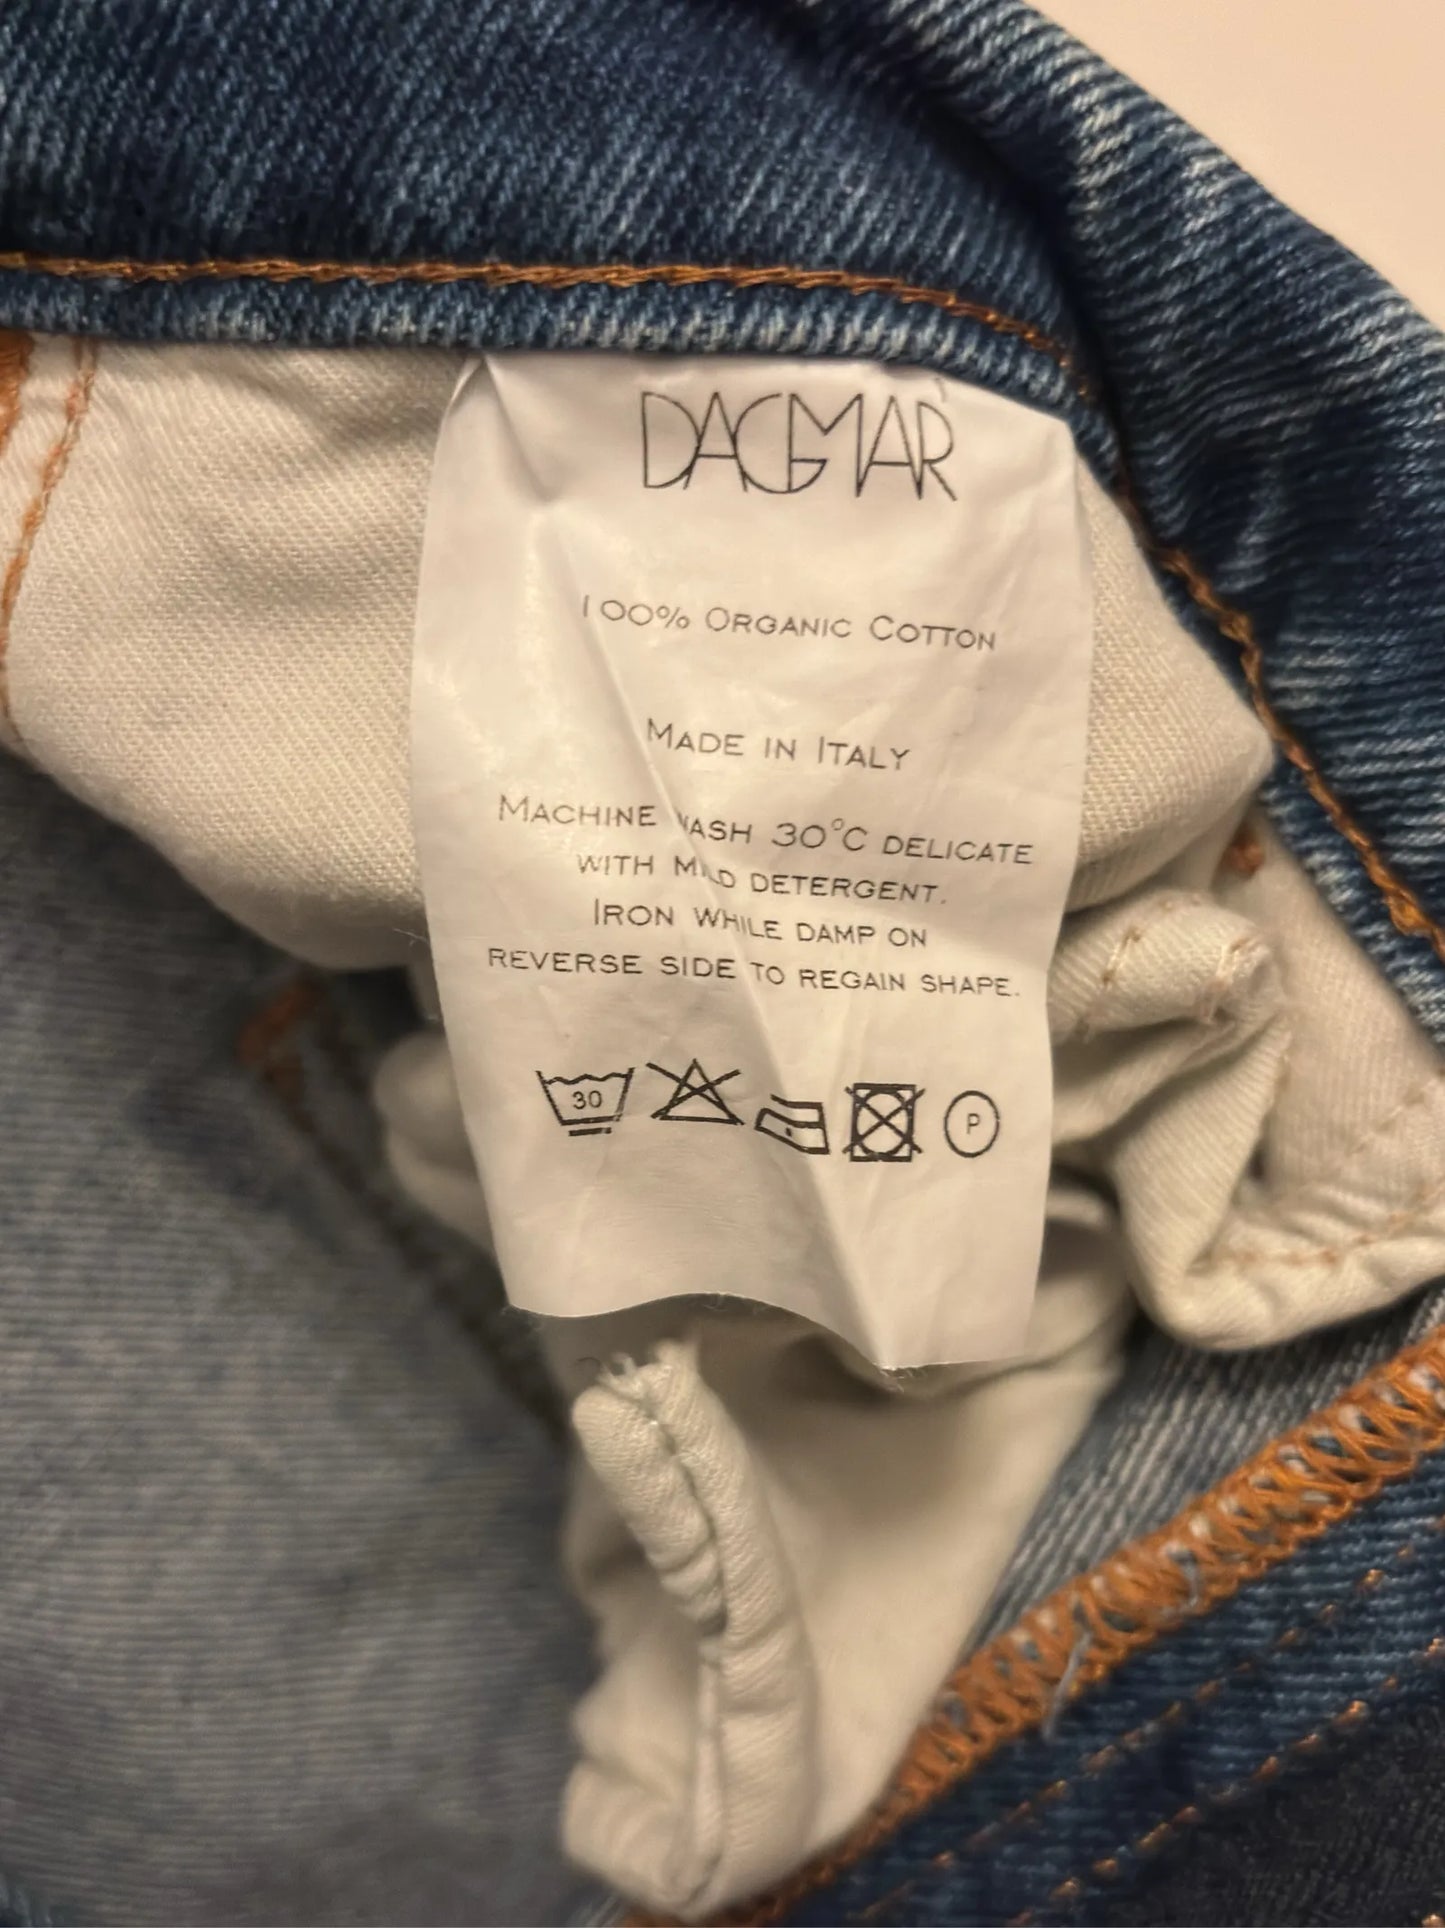 DAGMAR
100% ORGANIC COTTON
MADE IN ITALY
MACHINE WASH 30°C DELICATE
WITH MILD DETERGENT.
IRON WHILE DAMP ON
REVERSE SIDE TO REGAIN SHAPE.
30 P